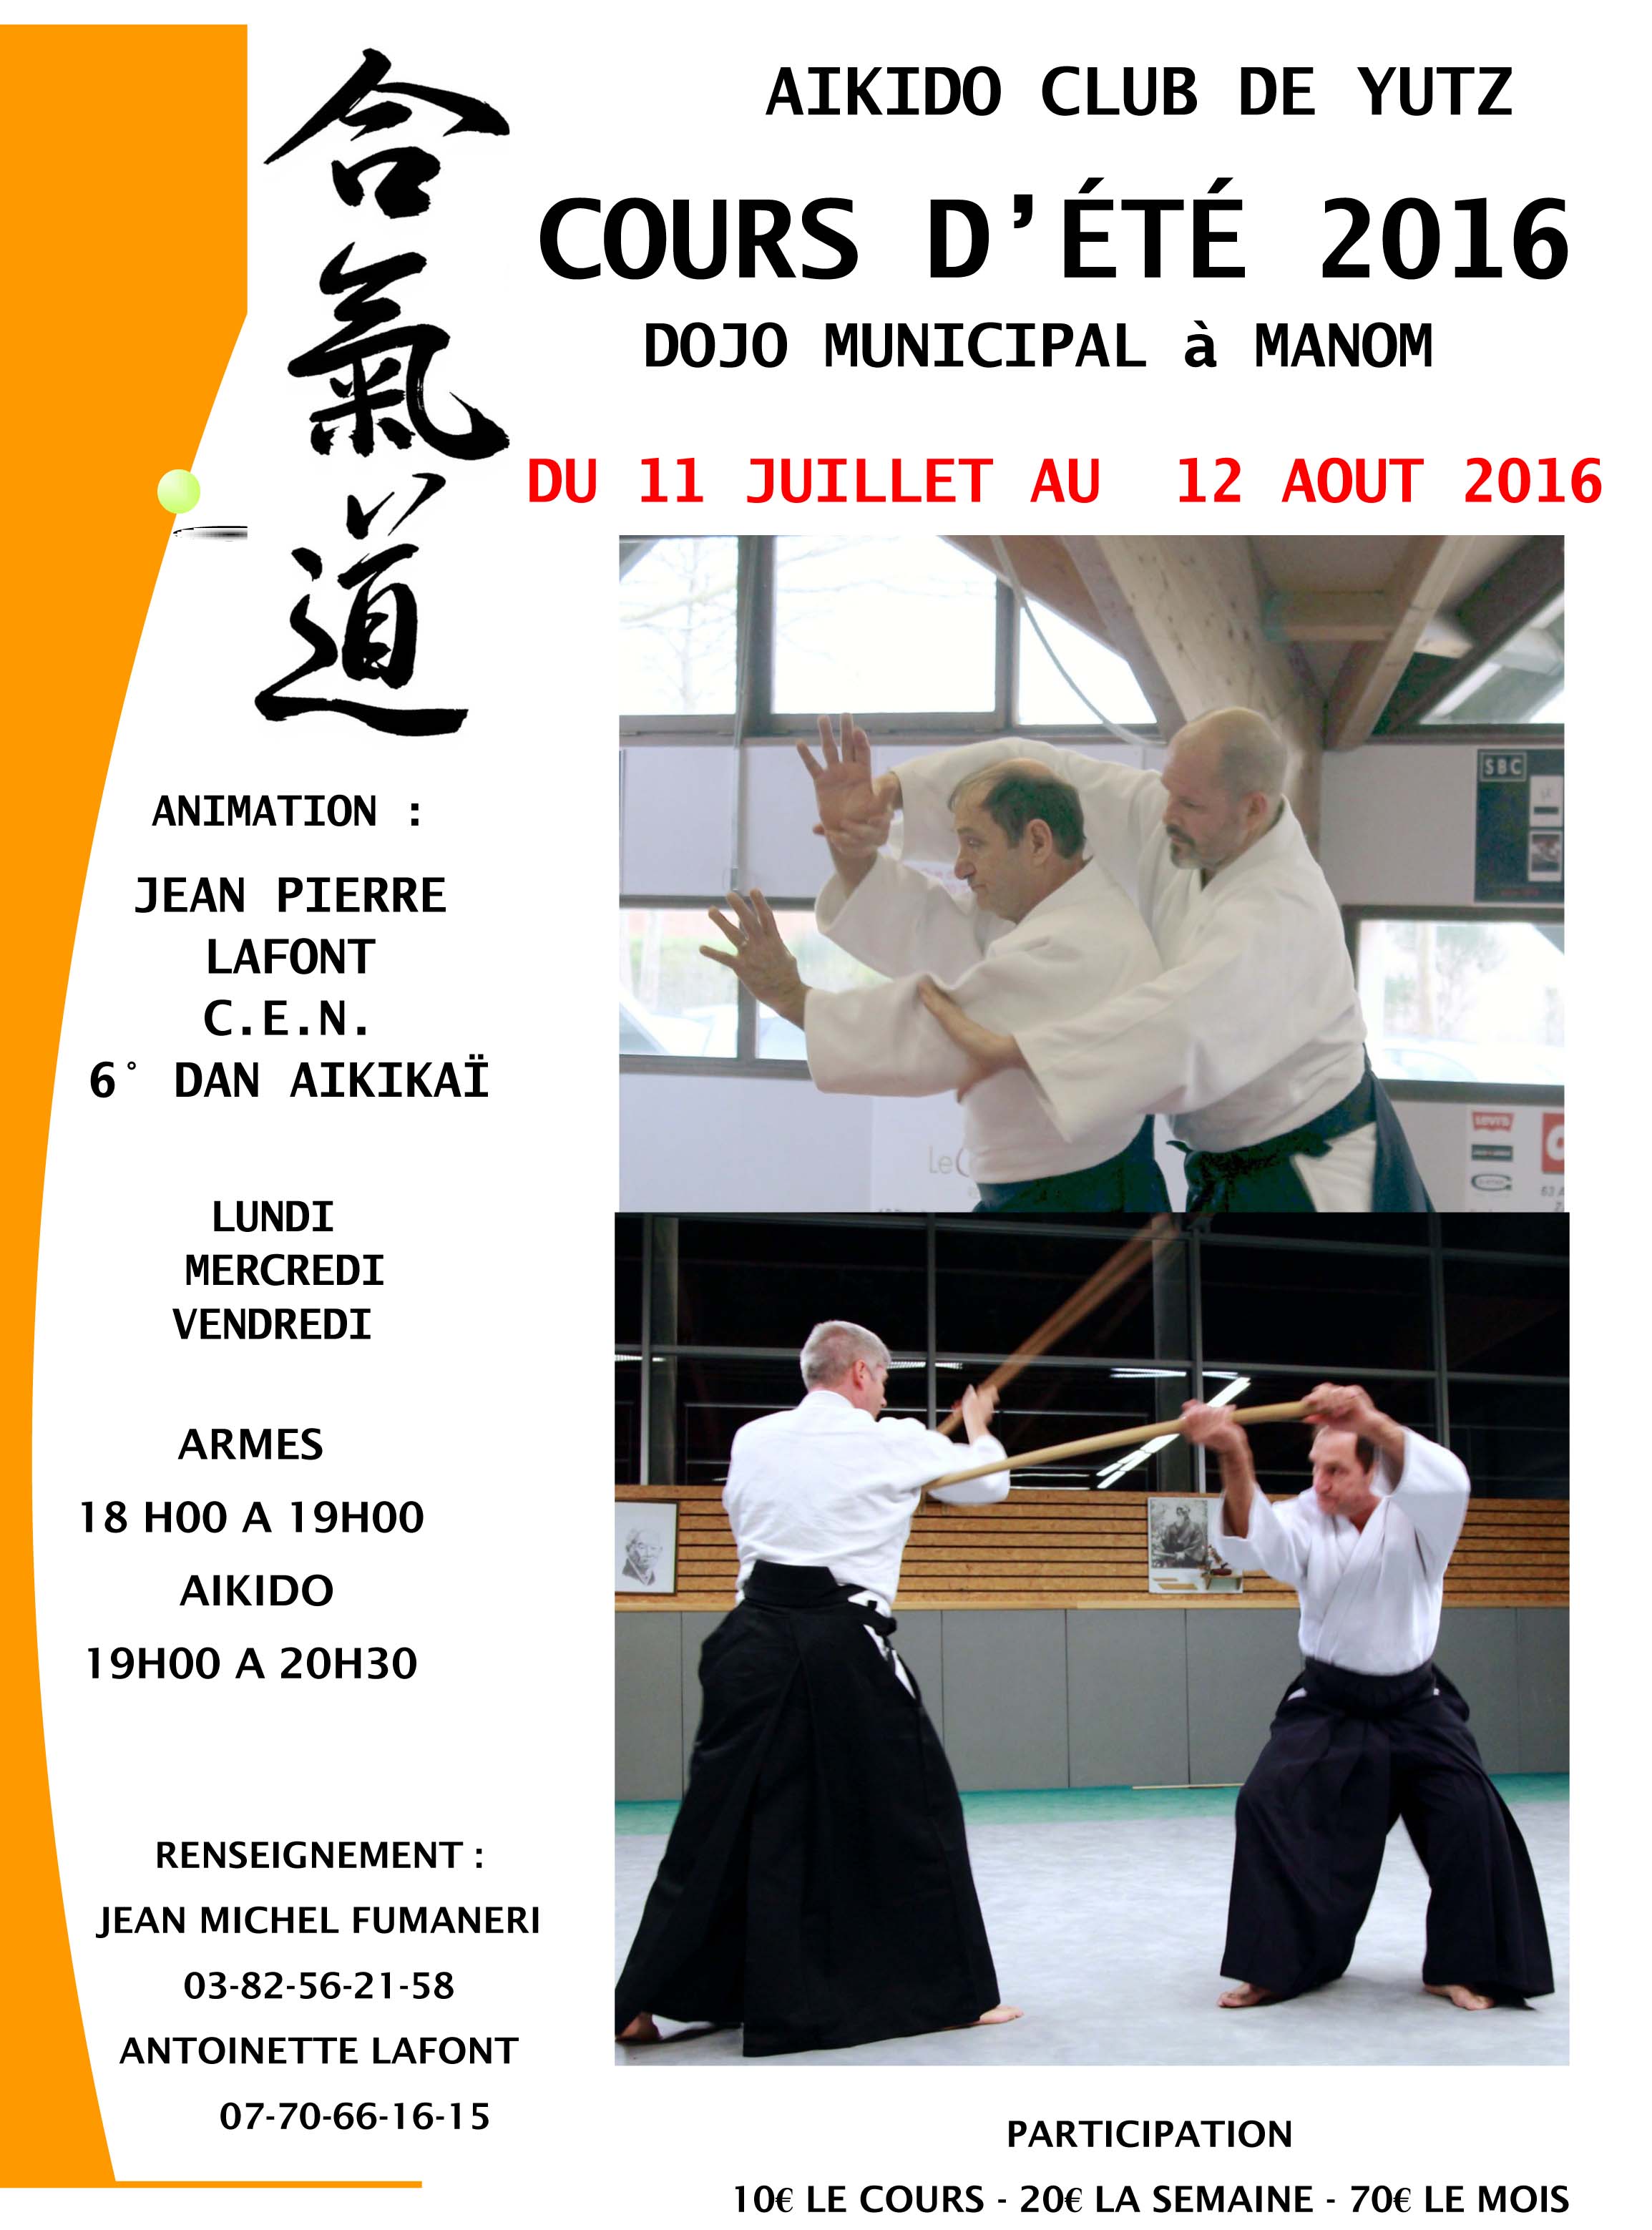 合
氣
道
AIKIDO CLUB DE YUTZ
COURS D’ÉTÉ 2016
DOJO MUNICIPAL à MANOM
DU 11 JUILLET AU 12 AOUT 2016
ANIMATION :
JEAN PIERRE
LAFONT
C.E.N.
6° DAN AIKIKAÏ
LUNDI
MERCREDI
VENDREDI
ARMES
18 H00 A 19H00
AIKIDO
19H00 A 20H30
RENSEIGNEMENT :
JEAN MICHEL FUMANERI
03-82-56-21-58
ANTOINETTE LAFONT
07-70-66-16-15
SBC
LEVI'S
PARTICIPATION
10€ LE COURS - 20€ LA SEMAINE - 70€ LE MOIS